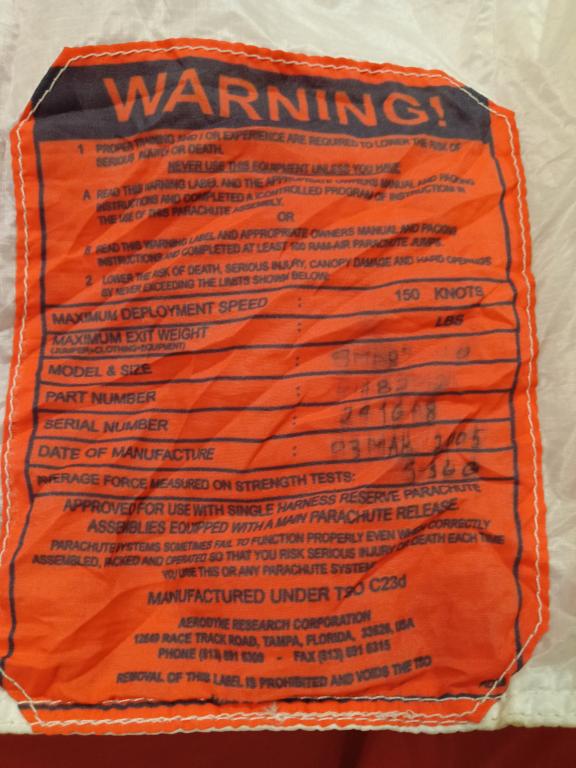 WARNING!
1 PROPER TRAINING AND / OR EXPERIENCE ARE REQUIRED TO LOWER THE RISK OF
SERIOUS INJURY OR DEATH.
NEVER USE THIS EQUIPMENT UNLESS YOU HAVE
A. READ THIS WARNING LABEL AND THE APPROPRIATE OWNERS MANUAL AND PACKING
INSTRUCTIONS AND COMPLETED A CONTROLLED PROGRAM OF INSTRUCTION IN
THE USE OF THIS PARACHUTE ASSEMBLY.
OR
B. READ THIS WARNING LABEL AND APPROPRIATE OWNERS MANUAL AND PACKING
INSTRUCTIONS AND COMPLETED AT LEAST 100 RAM-AIR PARACHUTE JUMPS.
2 LOWER THE RISK OF DEATH, SERIOUS INJURY, CANOPY DAMAGE AND HARD OPENINGS
BY NEVER EXCEEDING THE LIMITS SHOWN BELOW:
MAXIMUM DEPLOYMENT SPEED : 150 KNOTS
MAXIMUM EXIT WEIGHT : LBS
(JUMPER+CLOTHING+EQUIPMENT)
MODEL & SIZE :
PART NUMBER
SERIAL NUMBER
DATE OF MANUFACTURE : 2005
AVERAGE FORCE MEASURED ON STRENGTH TESTS:
APPROVED FOR USE WITH SINGLE HARNESS RESERVE PARACHUTE
ASSEMBLIES EQUIPPED WITH A MAIN PARACHUTE RELEASE.
PARACHUTE SYSTEMS SOMETIMES FAIL TO FUNCTION PROPERLY EVEN WHEN CORRECTLY
ASSEMBLED, PACKED AND OPERATED SO THAT YOU RISK SERIOUS INJURY OR DEATH EACH TIME
YOU USE THIS OR ANY PARACHUTE SYSTEM
MANUFACTURED UNDER TSO C23d
AERODYNE RESEARCH CORPORATION
12649 RACE TRACK ROAD, TAMPA, FLORIDA, 33626, USA
PHONE (813) 891 6300 - FAX (813) 891 6315
REMOVAL OF THIS LABEL IS PROHIBITED AND VOIDS THE TSO